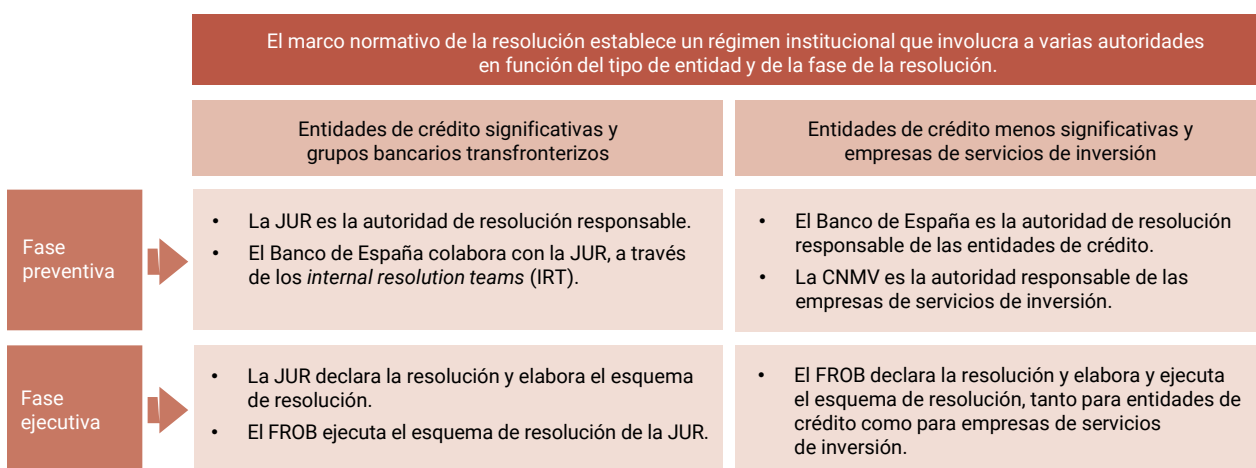 El marco normativo de la resolución establece un régimen institucional que involucra a varias autoridades
en función del tipo de entidad y de la fase de la resolución.
Entidades de crédito significativas y
grupos bancarios transfronterizos
Entidades de crédito menos significativas y
empresas de servicios de inversión
Fase
preventiva
• La JUR es la autoridad de resolución responsable.
• El Banco de España colabora con la JUR, a través
de los internal resolution teams (IRT).
• El Banco de España es la autoridad de resolución
responsable de las entidades de crédito.
• La CNMV es la autoridad responsable de las
empresas de servicios de inversión.
Fase
ejecutiva
• La JUR declara la resolución y elabora el esquema
de resolución.
• El FROB ejecuta el esquema de resolución de la JUR.
• El FROB declara la resolución y elabora y ejecuta
el esquema de resolución, tanto para entidades de
crédito como para empresas de servicios
de inversión.